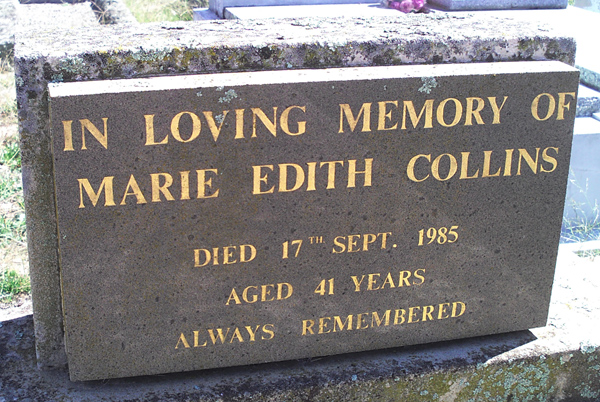 IN LOVING MEMORY OF
MARIE EDITH COLLINS
DIED 17TH SEPT. 1985
AGED 41 YEARS
ALWAYS REMEMBERED